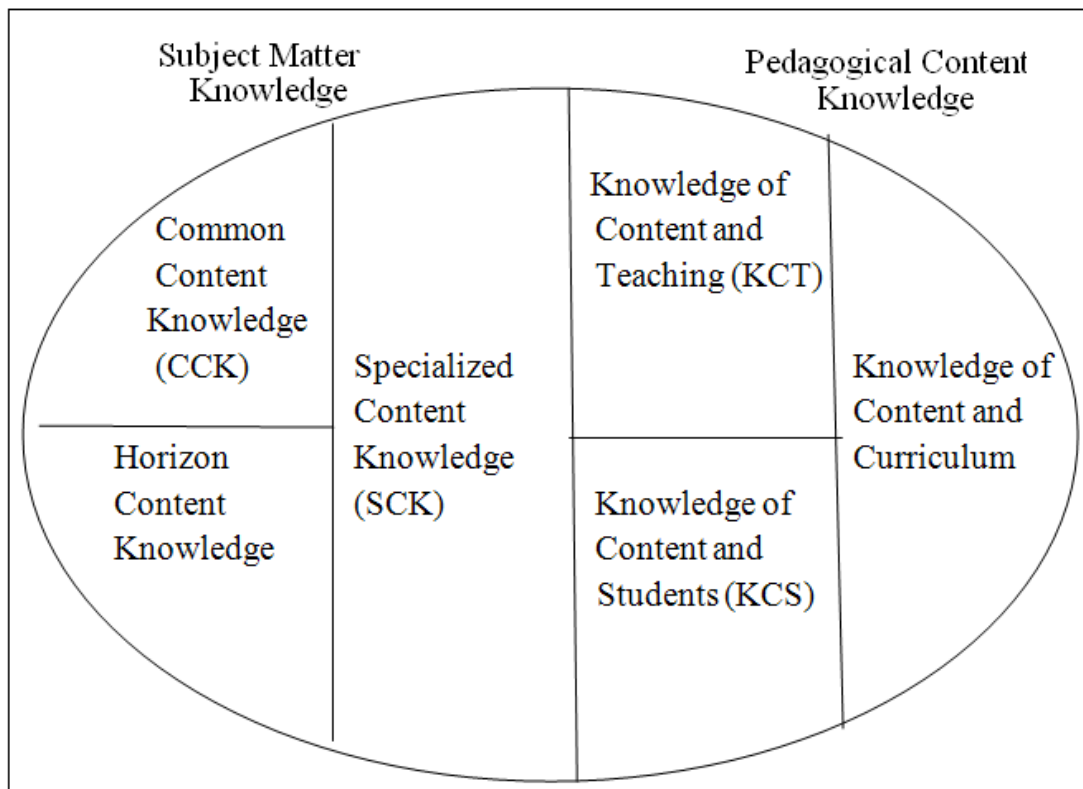 Subject Matter
Knowledge
Pedagogical Content
Knowledge
Common
Content
Knowledge
(CCK)
Horizon
Content
Knowledge
Specialized
Content
Knowledge
(SCK)
Knowledge of
Content and
Teaching (KCT)
Knowledge of
Content and
Students (KCS)
Knowledge of
Content and
Curriculum